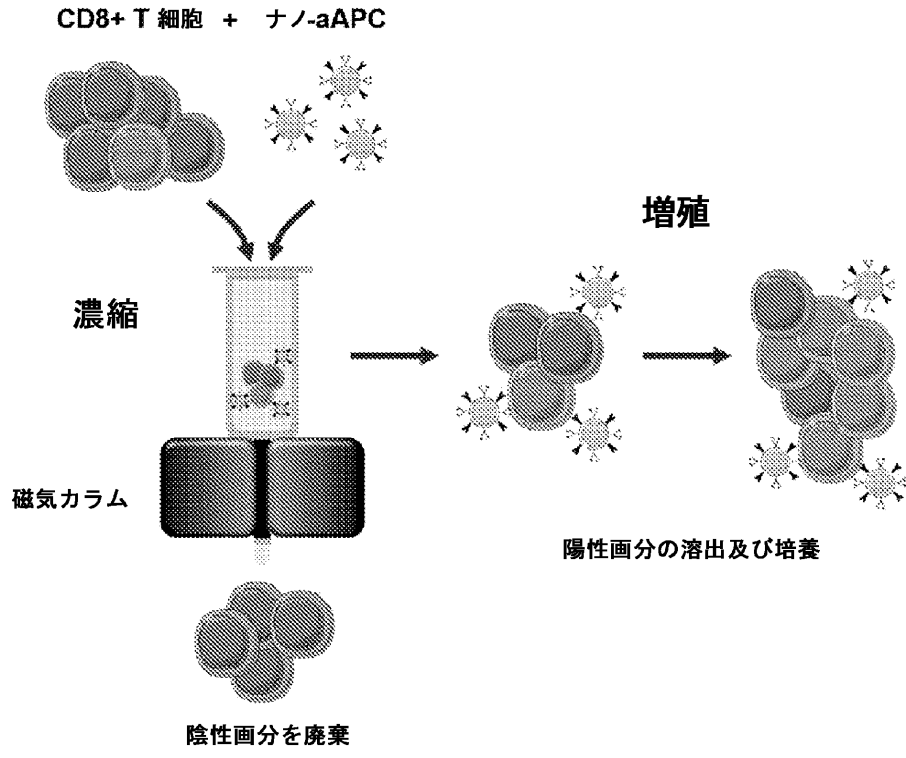 CD8+ T 細胞 + ナノ-aAPC
増殖
濃縮
磁気カラム
陽性画分の溶出及び培養
陰性画分を廃棄